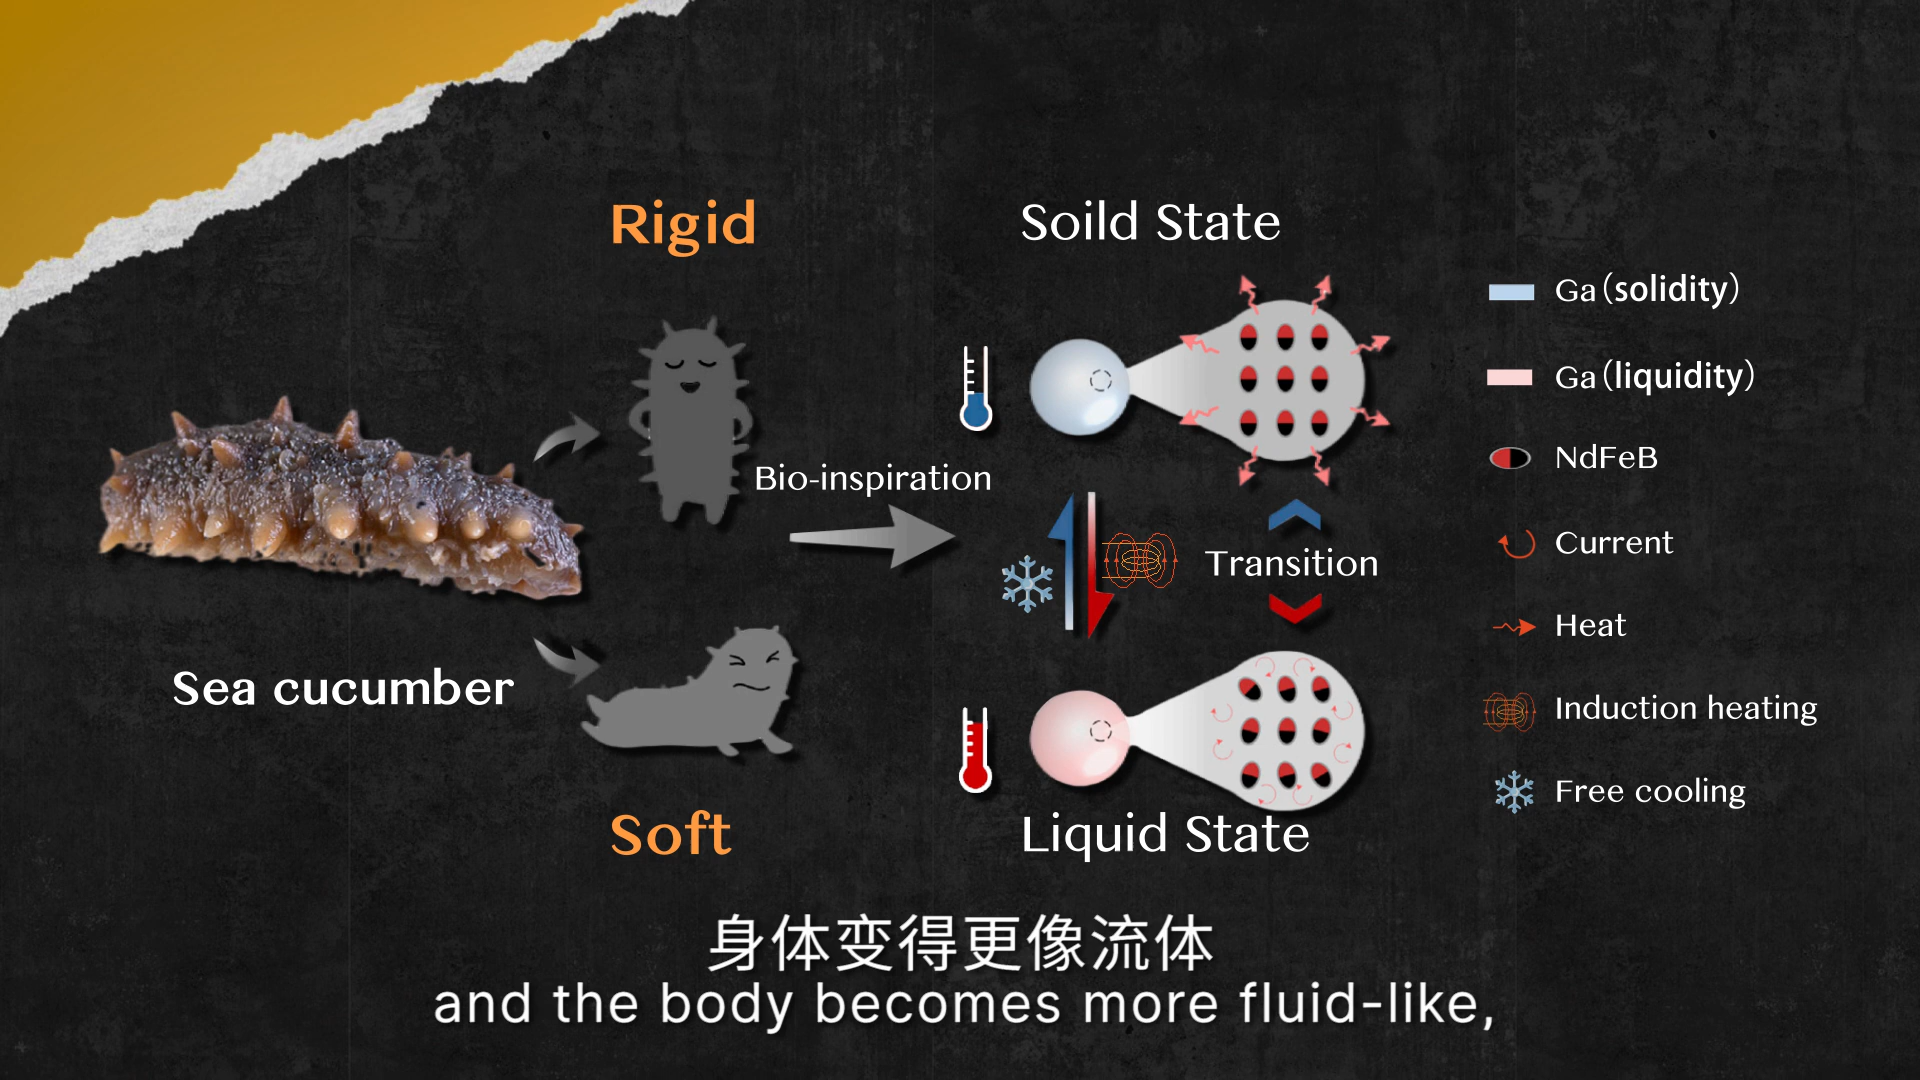 Rigid
Soild State
Ga (solidity)
Ga (liquidity)
NdFeB
Bio-inspiration
Current
Transition
Heat
Sea cucumber
Induction heating
Free cooling
Soft
Liquid State
身体变得更像流体
and the body becomes more fluid-like,